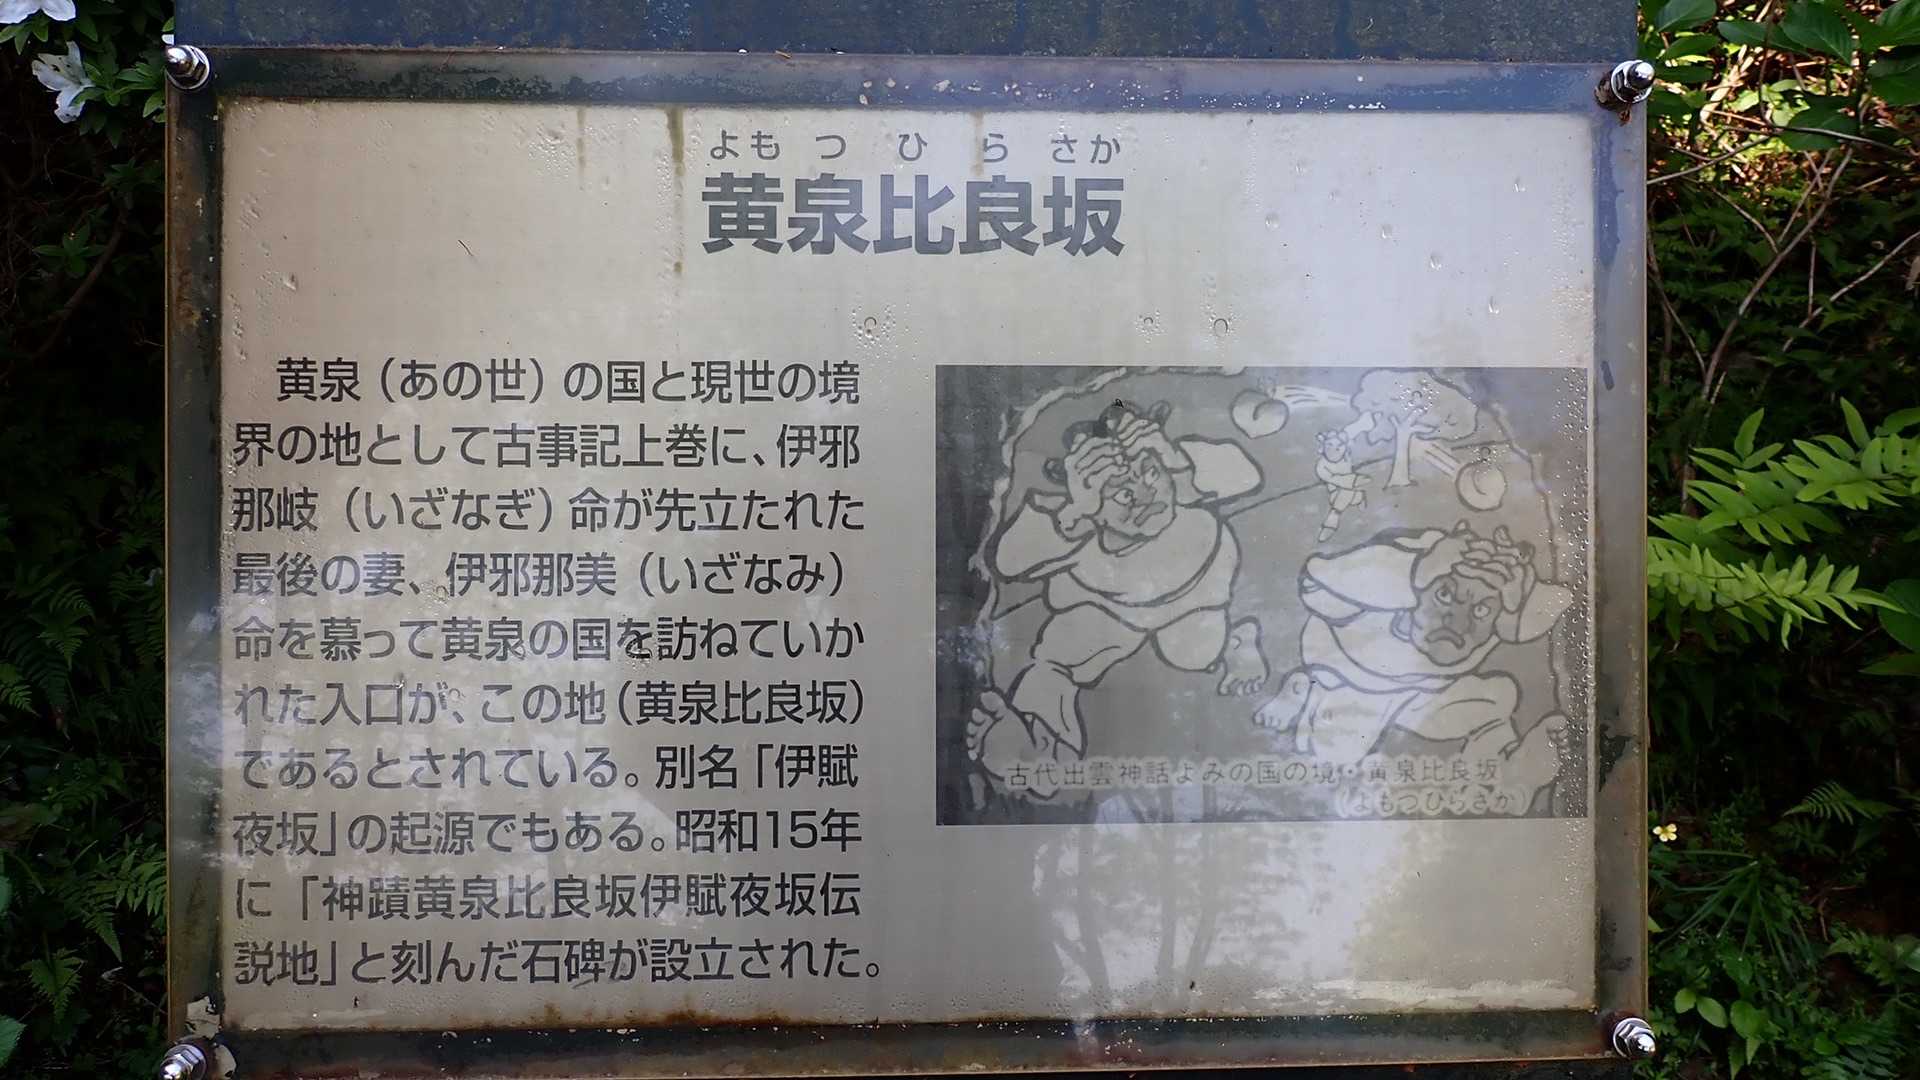 よもつひらさか
黄泉比良坂
黄泉（あの世）の国と現世の境
界の地として古事記上巻に、伊邪
那岐（いざなぎ）命が先立たれた
最後の妻、伊邪那美（いざなみ）
命を慕って黄泉の国を訪ねていか
れた入口が、この地（黄泉比良坂）
であるとされている。別名「伊賦
夜坂」の起源でもある。昭和15年
に「神蹟黄泉比良坂伊賦夜坂伝
説地」と刻んだ石碑が設立された。
古代出雲神話よみの国の境・黄泉比良坂
（よもつひらさか）